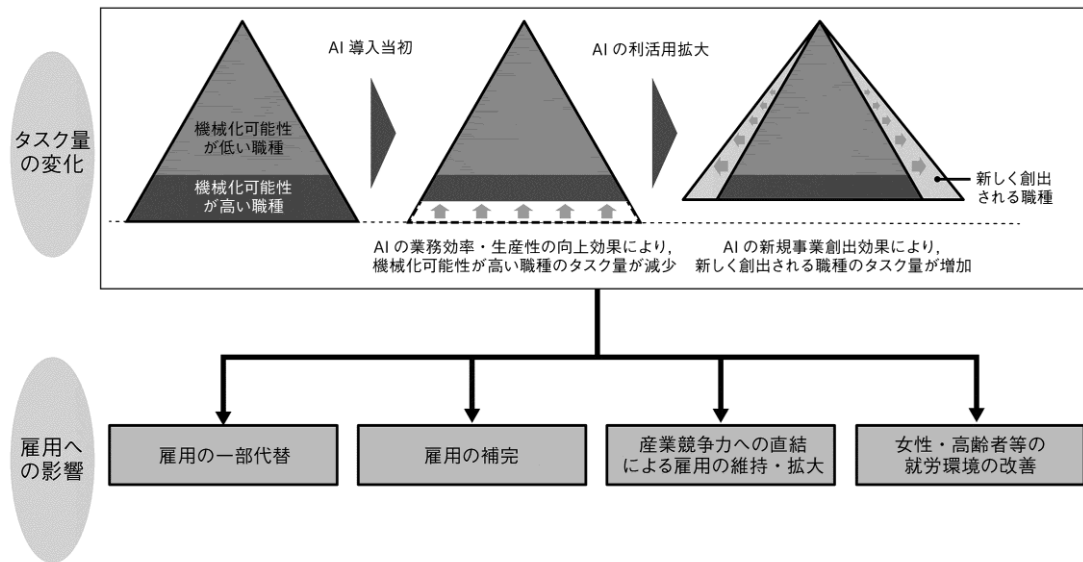 AI 導入当初
AI の利活用拡大
タスク量
の変化
機械化可能性
が低い職種
機械化可能性
が高い職種
新しく創出
される職種
AI の業務効率・生産性の向上効果により,
機械化可能性が高い職種のタスク量が減少
AI の新規事業創出効果により,
新しく創出される職種のタスク量が増加
雇用へ
の影響
雇用の一部代替
雇用の補完
産業競争力への直結
による雇用の維持・拡大
女性・高齢者等の
就労環境の改善